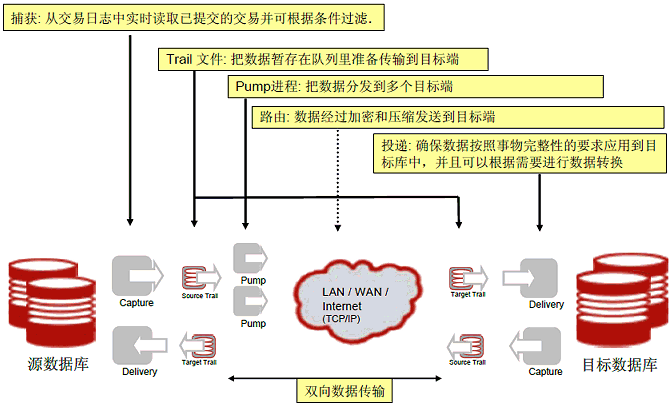 捕获: 从交易日志中实时读取已提交的交易并可根据条件过滤.
Trail 文件: 把数据暂存在队列里准备传输到目标端
Pump进程: 把数据分发到多个目标端
路由: 数据经过加密和压缩发送到目标端
投递: 确保数据按照事物完整性的要求应用到目
标库中，并且可以根据需要进行数据转换
Capture
Source Trail
Pump
Pump
LAN / WAN /
Internet
(TCP/IP)
Target Trail
Delivery
源数据库
Delivery
Target Trail
Source Trail
Capture
目标数据库
双向数据传输